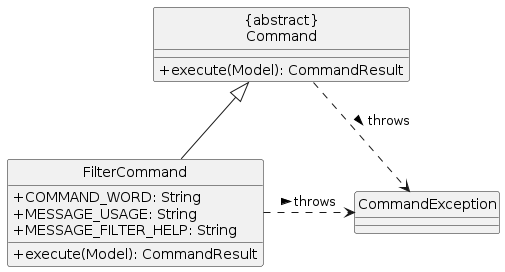 {abstract}
Command
+execute(Model): CommandResult
throws
FilterCommand
+COMMAND_WORD: String
+MESSAGE_USAGE: String
+MESSAGE_FILTER_HELP: String
+execute(Model): CommandResult
throws
CommandException